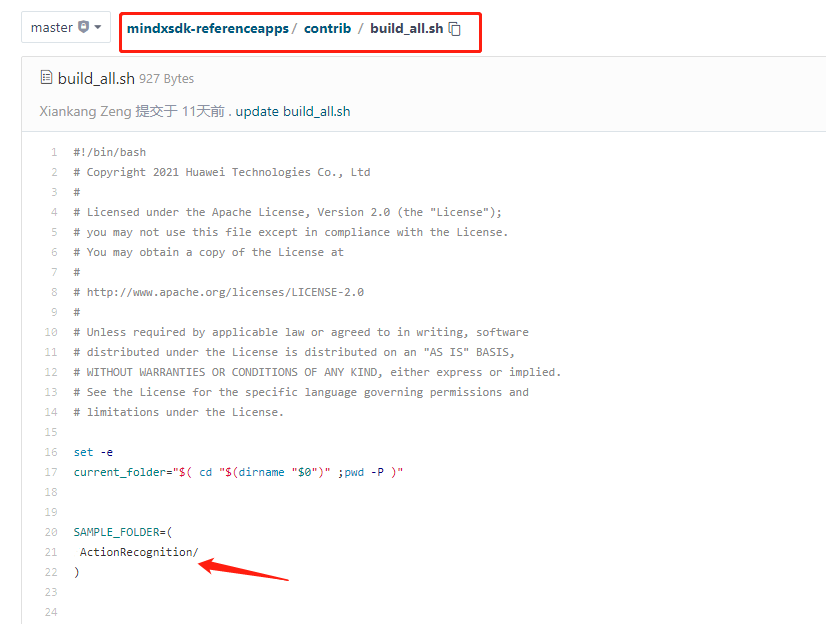 master
mindxsdk-referenceapps / contrib / build_all.sh
build_all.sh 927 Bytes
Xiankang Zeng 提交于 11天前 . update build_all.sh
1 #!/bin/bash
2 # Copyright 2021 Huawei Technologies Co., Ltd
3 #
4 # Licensed under the Apache License, Version 2.0 (the "License");
5 # you may not use this file except in compliance with the License.
6 # You may obtain a copy of the License at
7 #
8 # http://www.apache.org/licenses/LICENSE-2.0
9 #
10 # Unless required by applicable law or agreed to in writing, software
11 # distributed under the License is distributed on an "AS IS" BASIS,
12 # WITHOUT WARRANTIES OR CONDITIONS OF ANY KIND, either express or implied.
13 # See the License for the specific language governing permissions and
14 # limitations under the License.
15
16 set -e
17 current_folder="$( cd "$(dirname "$0")" ;pwd -P )"
18
19
20 SAMPLE_FOLDER=(
21 ActionRecognition/
22 )
23
24